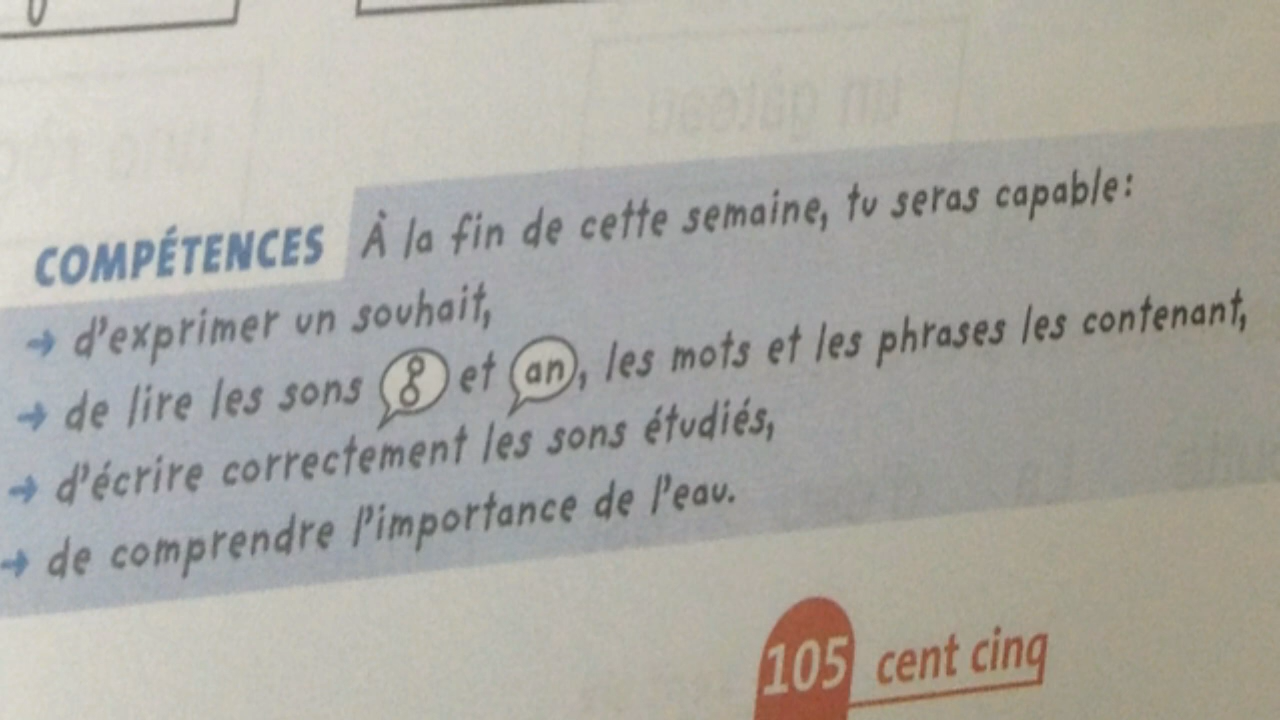 COMPÉTENCES À la fin de cette semaine, tu seras capable:
→ d'exprimer un souhait,
→ de lire les sons g et an, les mots et les phrases les contenant,
→ d'écrire correctement les sons étudiés,
→ de comprendre l'importance de l'eau.
105 cent cinq